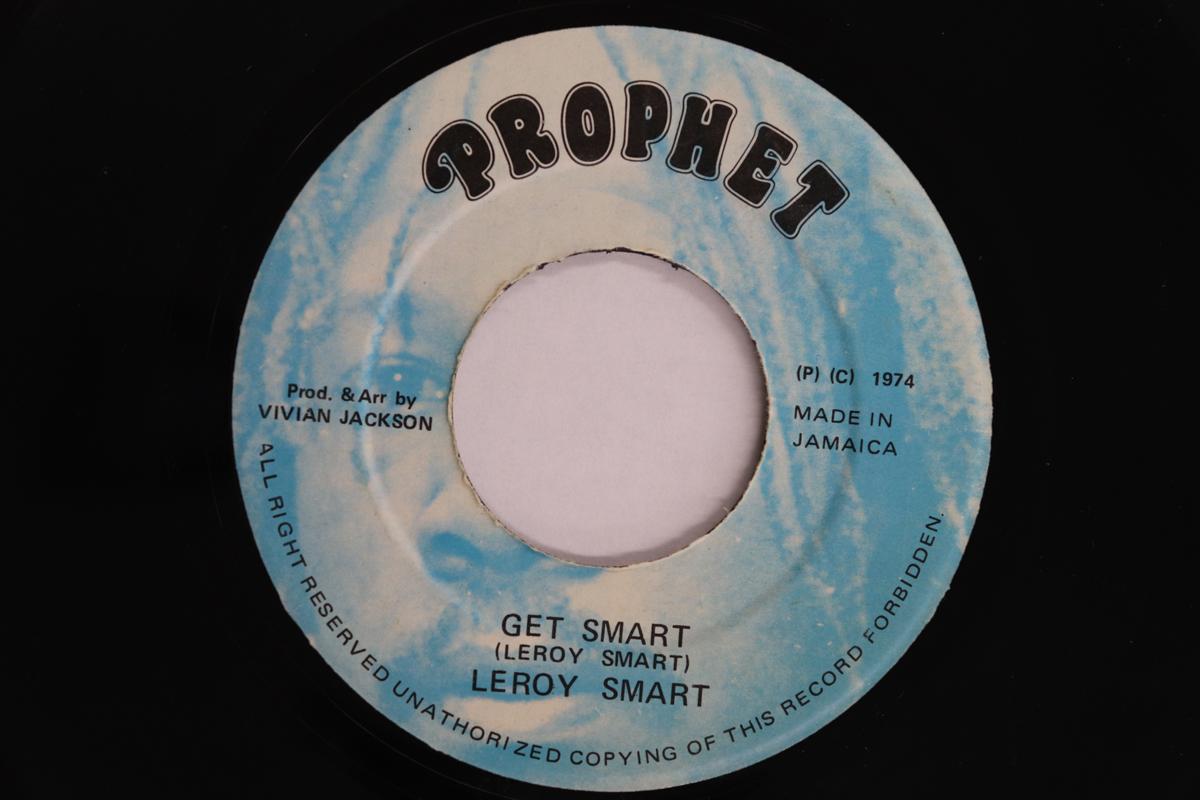 PROPHET
Prod. & Arr by
VIVIAN JACKSON
(P) (C) 1974
MADE IN
JAMAICA
GET SMART
(LEROY SMART)
LEROY SMART
ALL RIGHT RESERVED UNATHORIZED COPYING OF THIS RECORD FORBIDDEN.